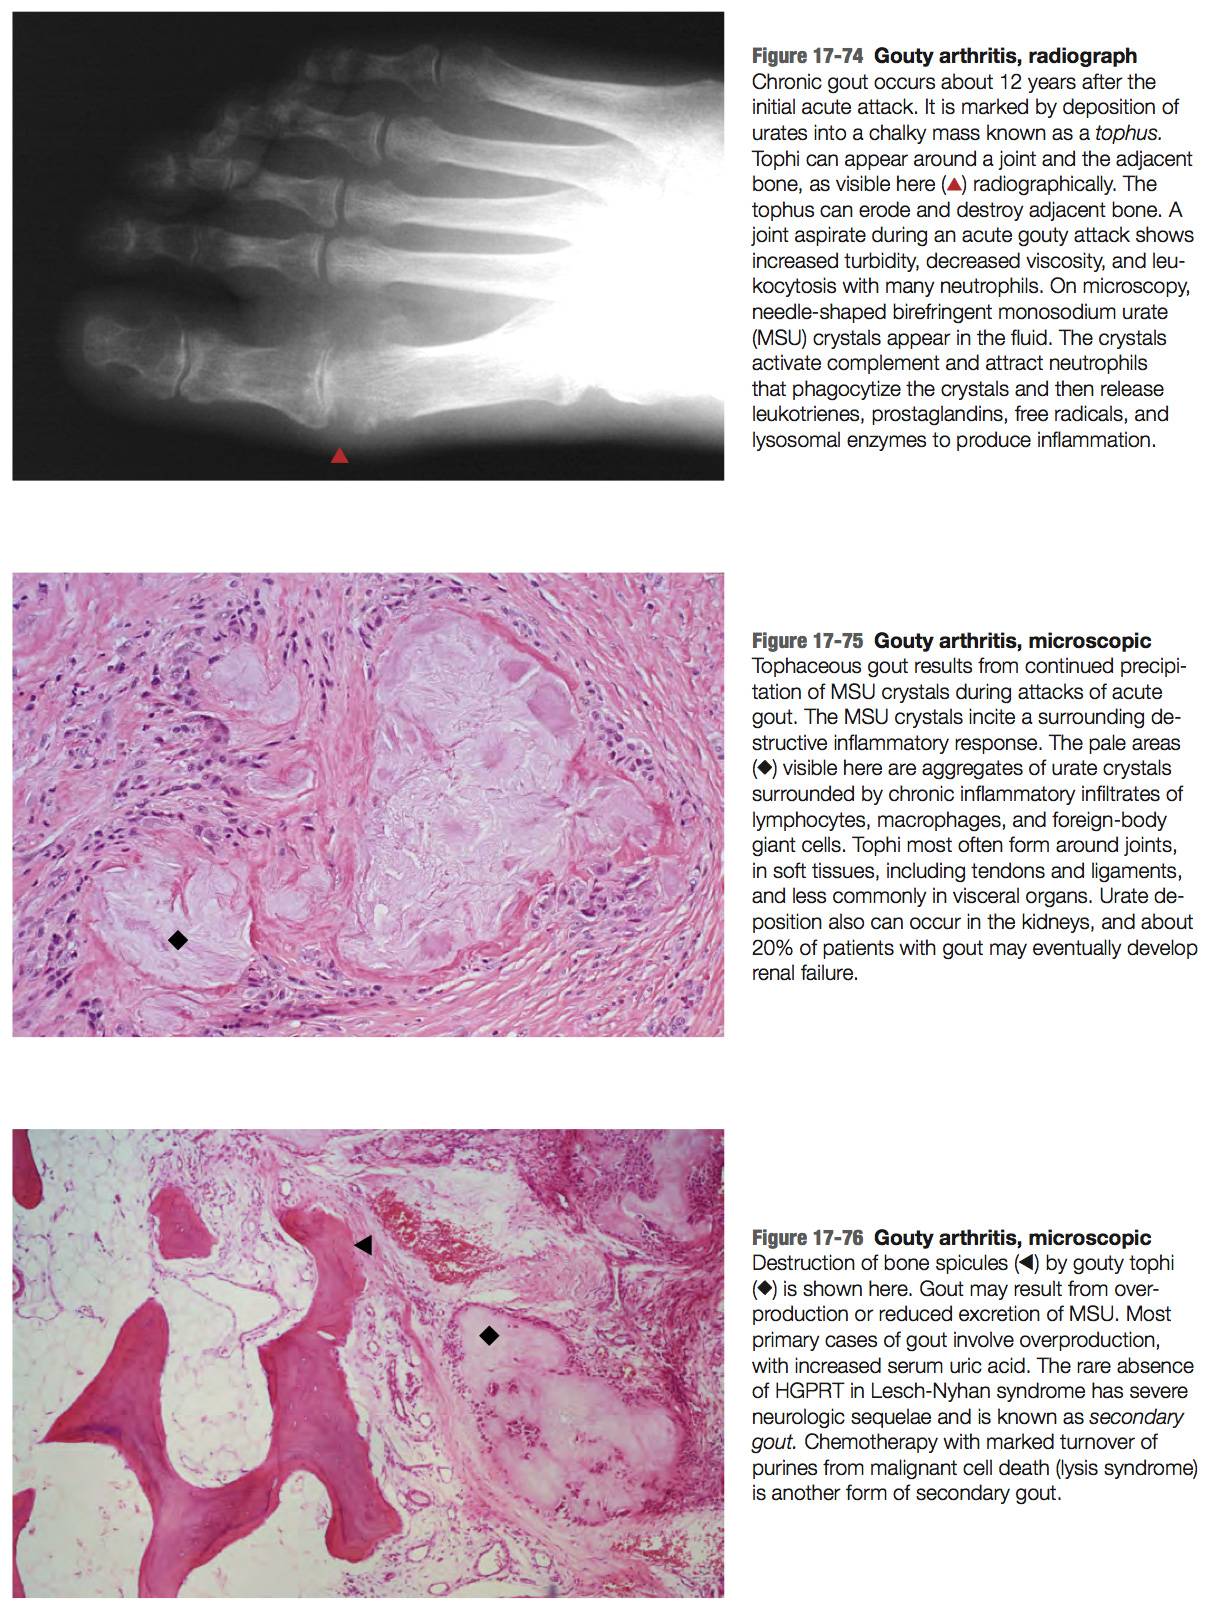 Figure 17-74 Gouty arthritis, radiograph
Chronic gout occurs about 12 years after the
initial acute attack. It is marked by deposition of
urates into a chalky mass known as a tophus.
Tophi can appear around a joint and the adjacent
bone, as visible here (▲) radiographically. The
tophus can erode and destroy adjacent bone. A
joint aspirate during an acute gouty attack shows
increased turbidity, decreased viscosity, and leu-
kocytosis with many neutrophils. On microscopy,
needle-shaped birefringent monosodium urate
(MSU) crystals appear in the fluid. The crystals
activate complement and attract neutrophils
that phagocytize the crystals and then release
leukotrienes, prostaglandins, free radicals, and
lysosomal enzymes to produce inflammation.
Figure 17-75 Gouty arthritis, microscopic
Tophaceous gout results from continued precipi-
tation of MSU crystals during attacks of acute
gout. The MSU crystals incite a surrounding de-
structive inflammatory response. The pale areas
(◆) visible here are aggregates of urate crystals
surrounded by chronic inflammatory infiltrates of
lymphocytes, macrophages, and foreign-body
giant cells. Tophi most often form around joints,
in soft tissues, including tendons and ligaments,
and less commonly in visceral organs. Urate de-
position also can occur in the kidneys, and about
20% of patients with gout may eventually develop
renal failure.
Figure 17-76 Gouty arthritis, microscopic
Destruction of bone spicules (◀) by gouty tophi
(◆) is shown here. Gout may result from over-
production or reduced excretion of MSU. Most
primary cases of gout involve overproduction,
with increased serum uric acid. The rare absence
of HGPRT in Lesch-Nyhan syndrome has severe
neurologic sequelae and is known as secondary
gout. Chemotherapy with marked turnover of
purines from malignant cell death (lysis syndrome)
is another form of secondary gout.